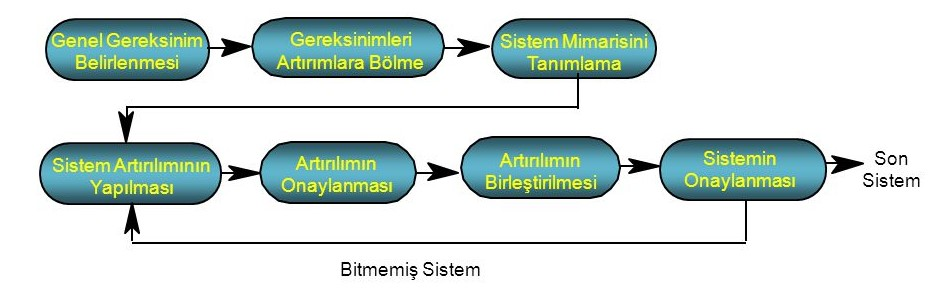 Genel Gereksinim
Belirlenmesi
Gereksinimleri
Artırımlara Bölme
Sistem Mimarisini
Tanımlama
Sistem Artırılımının
Yapılması
Artırılımın
Onaylanması
Artırılımın
Birleştirilmesi
Sistemin
Onaylanması
Son
Sistem
Bitmemiş Sistem